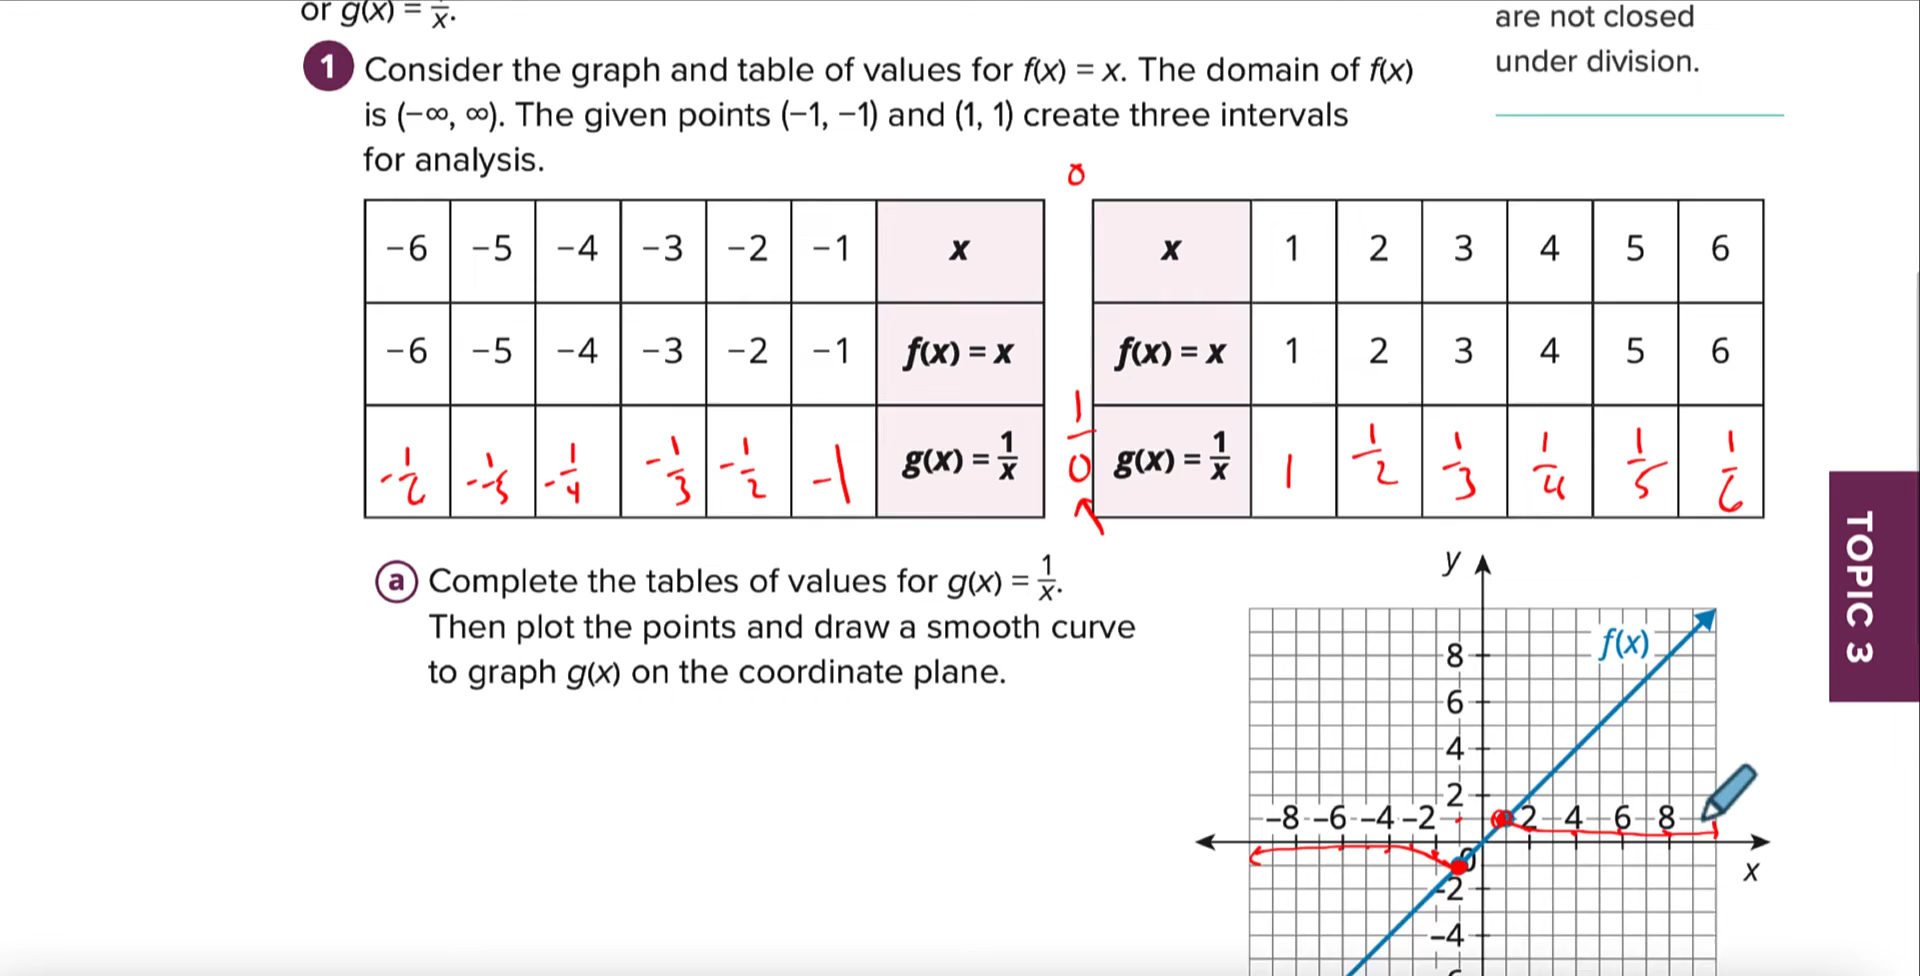 or g(x) = 1/x.
are not closed
under division.
1 Consider the graph and table of values for f(x) = x. The domain of f(x)
is (−∞, ∞). The given points (−1, −1) and (1, 1) create three intervals
for analysis.
0
−6 −5 −4 −3 −2 −1 x
−6 −5 −4 −3 −2 −1 f(x) = x
-1/6 -1/5 -1/4 -1/3 -1/2 -1 g(x) = 1/x
1/0
x 1 2 3 4 5 6
f(x) = x 1 2 3 4 5 6
g(x) = 1/x 1 1/2 1/3 1/4 1/5 1/6
a Complete the tables of values for g(x) = 1/x.
Then plot the points and draw a smooth curve
to graph g(x) on the coordinate plane.
y
f(x)
8
6
4
2
−8 −6 −4 −2 2 4 6 8
0
x
−2
−4
TOPIC 3